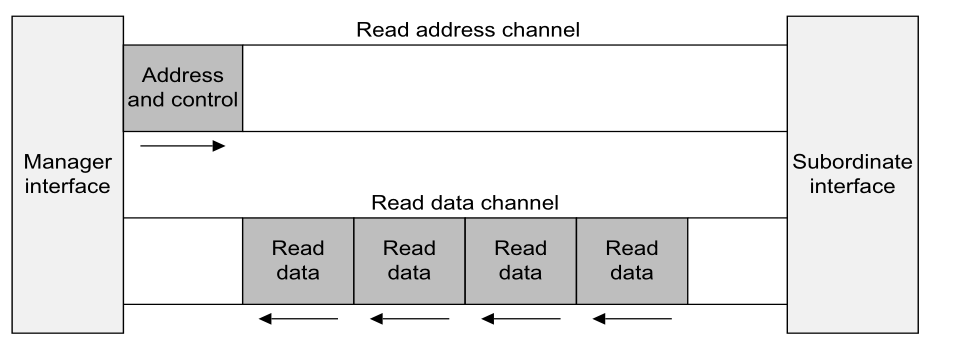 Read address channel
Address
and control
Manager
interface
Subordinate
interface
Read data channel
Read
data
Read
data
Read
data
Read
data